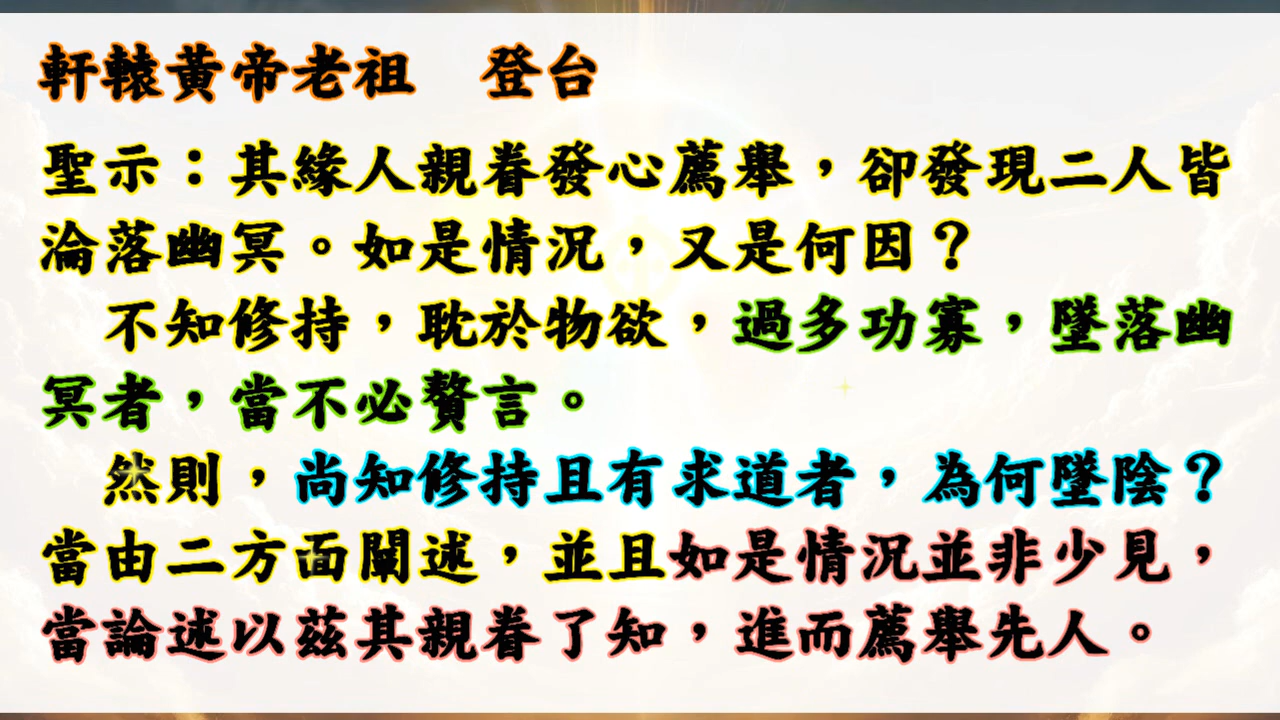 軒轅黃帝老祖　登台
聖示：其緣人親眷發心薦舉，卻發現二人皆
淪落幽冥。如是情況，又是何因？
　不知修持，耽於物欲，過多功寡，墜落幽
冥者，當不必贅言。
　然則，尚知修持且有求道者，為何墜陰？
當由二方面闡述，並且如是情況並非少見，
當論述以茲其親眷了知，進而薦舉先人。